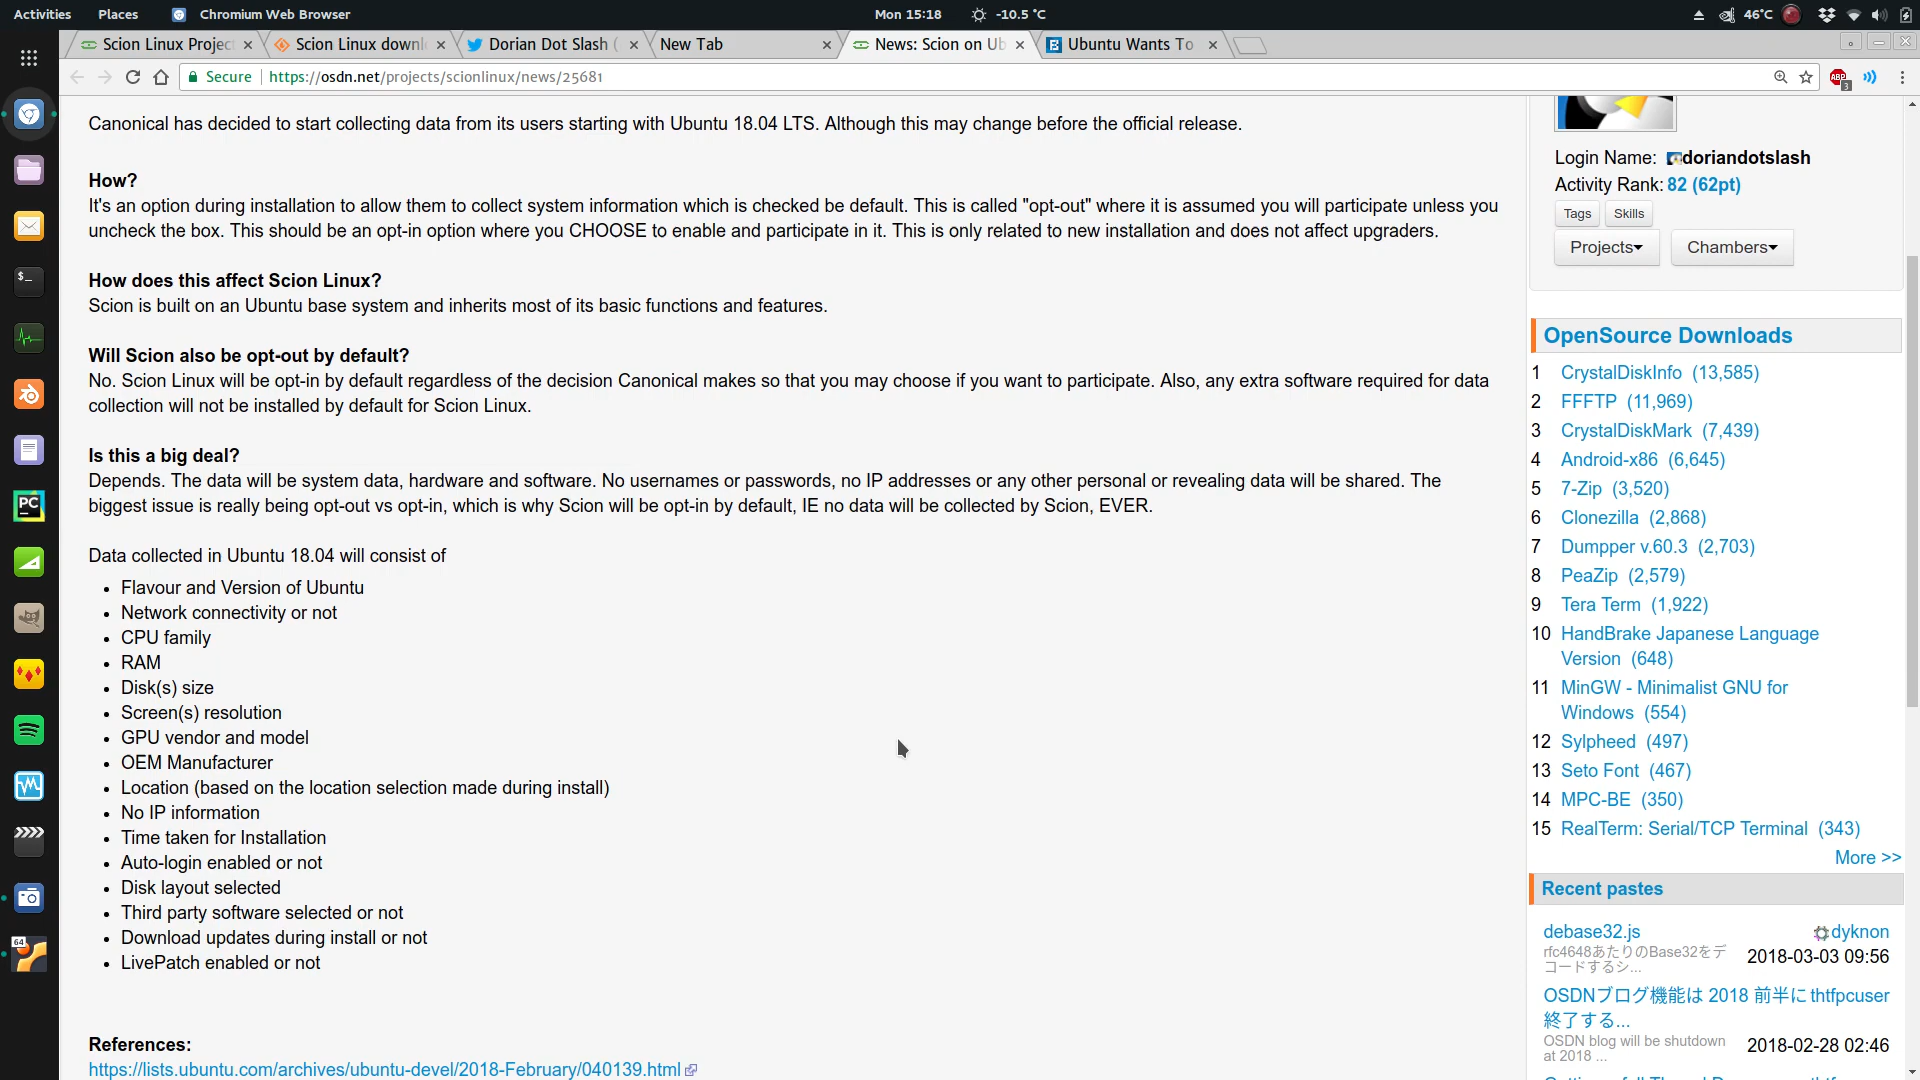 Activities Places Chromium Web Browser Mon 15:18 -10.5 °C 46°C
Scion Linux Projec Scion Linux downl Dorian Dot Slash ( New Tab News: Scion on Ub Ubuntu Wants To
Secure https://osdn.net/projects/scionlinux/news/25681
Canonical has decided to start collecting data from its users starting with Ubuntu 18.04 LTS. Although this may change before the official release.
How?
It's an option during installation to allow them to collect system information which is checked be default. This is called "opt-out" where it is assumed you will participate unless you
uncheck the box. This should be an opt-in option where you CHOOSE to enable and participate in it. This is only related to new installation and does not affect upgraders.
How does this affect Scion Linux?
Scion is built on an Ubuntu base system and inherits most of its basic functions and features.
Will Scion also be opt-out by default?
No. Scion Linux will be opt-in by default regardless of the decision Canonical makes so that you may choose if you want to participate. Also, any extra software required for data
collection will not be installed by default for Scion Linux.
Is this a big deal?
Depends. The data will be system data, hardware and software. No usernames or passwords, no IP addresses or any other personal or revealing data will be shared. The
biggest issue is really being opt-out vs opt-in, which is why Scion will be opt-in by default, IE no data will be collected by Scion, EVER.
Data collected in Ubuntu 18.04 will consist of
• Flavour and Version of Ubuntu
• Network connectivity or not
• CPU family
• RAM
• Disk(s) size
• Screen(s) resolution
• GPU vendor and model
• OEM Manufacturer
• Location (based on the location selection made during install)
• No IP information
• Time taken for Installation
• Auto-login enabled or not
• Disk layout selected
• Third party software selected or not
• Download updates during install or not
• LivePatch enabled or not
References:
https://lists.ubuntu.com/archives/ubuntu-devel/2018-February/040139.html
Login Name: doriandotslash
Activity Rank: 82 (62pt)
Tags Skills
Projects▾ Chambers▾
OpenSource Downloads
1 CrystalDiskInfo (13,585)
2 FFFTP (11,969)
3 CrystalDiskMark (7,439)
4 Android-x86 (6,645)
5 7-Zip (3,520)
6 Clonezilla (2,868)
7 Dumpper v.60.3 (2,703)
8 PeaZip (2,579)
9 Tera Term (1,922)
10 HandBrake Japanese Language
Version (648)
11 MinGW - Minimalist GNU for
Windows (554)
12 Sylpheed (497)
13 Seto Font (467)
14 MPC-BE (350)
15 RealTerm: Serial/TCP Terminal (343)
More >>
Recent pastes
debase32.js dyknon
rfc4648あたりのBase32をデ 2018-03-03 09:56
コードするシ...
OSDNブログ機能は 2018 前半に thtfpcuser
終了する...
OSDN blog will be shutdown 2018-02-28 02:46
at 2018 ...
PC
64
ABP
3